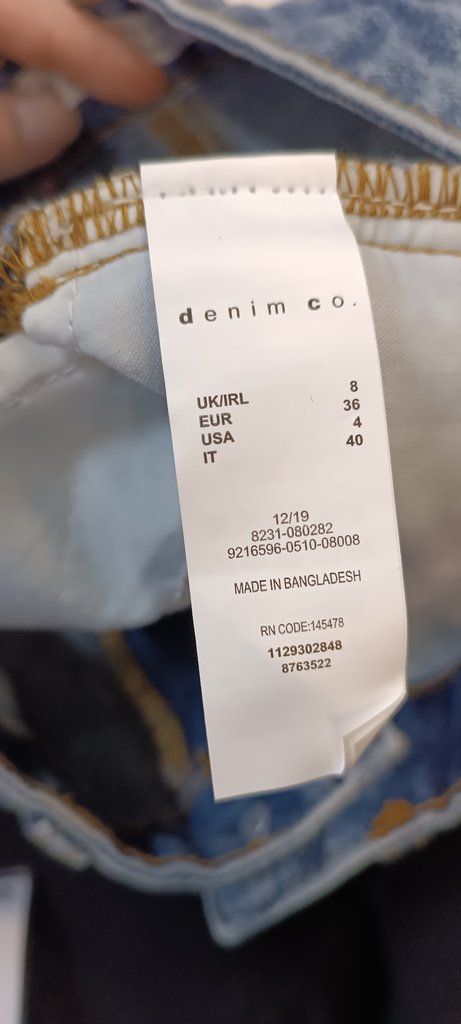 denim co.
UK/IRL 8
EUR 36
USA 4
IT 40
12/19
8231-080282
9216596-0510-08008
MADE IN BANGLADESH
RN CODE:145478
1129302848
8763522